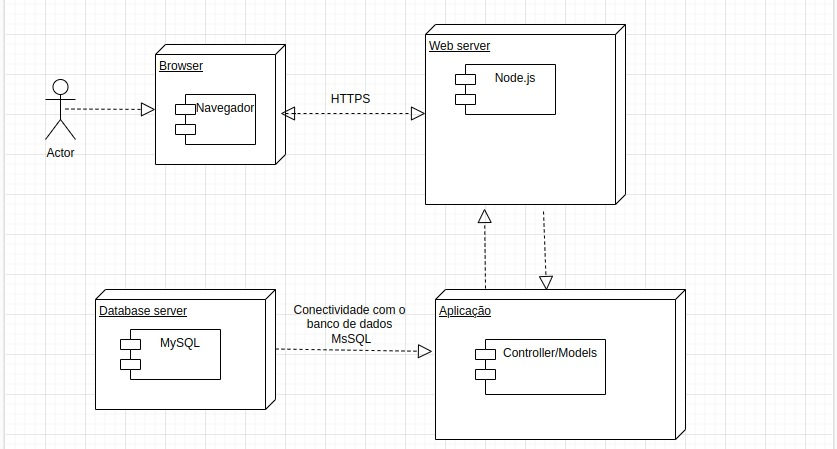 Browser
Navegador
HTTPS
Web server
Node.js
Actor
Database server
MySQL
Conectividade com o
banco de dados
MsSQL
Aplicação
Controller/Models